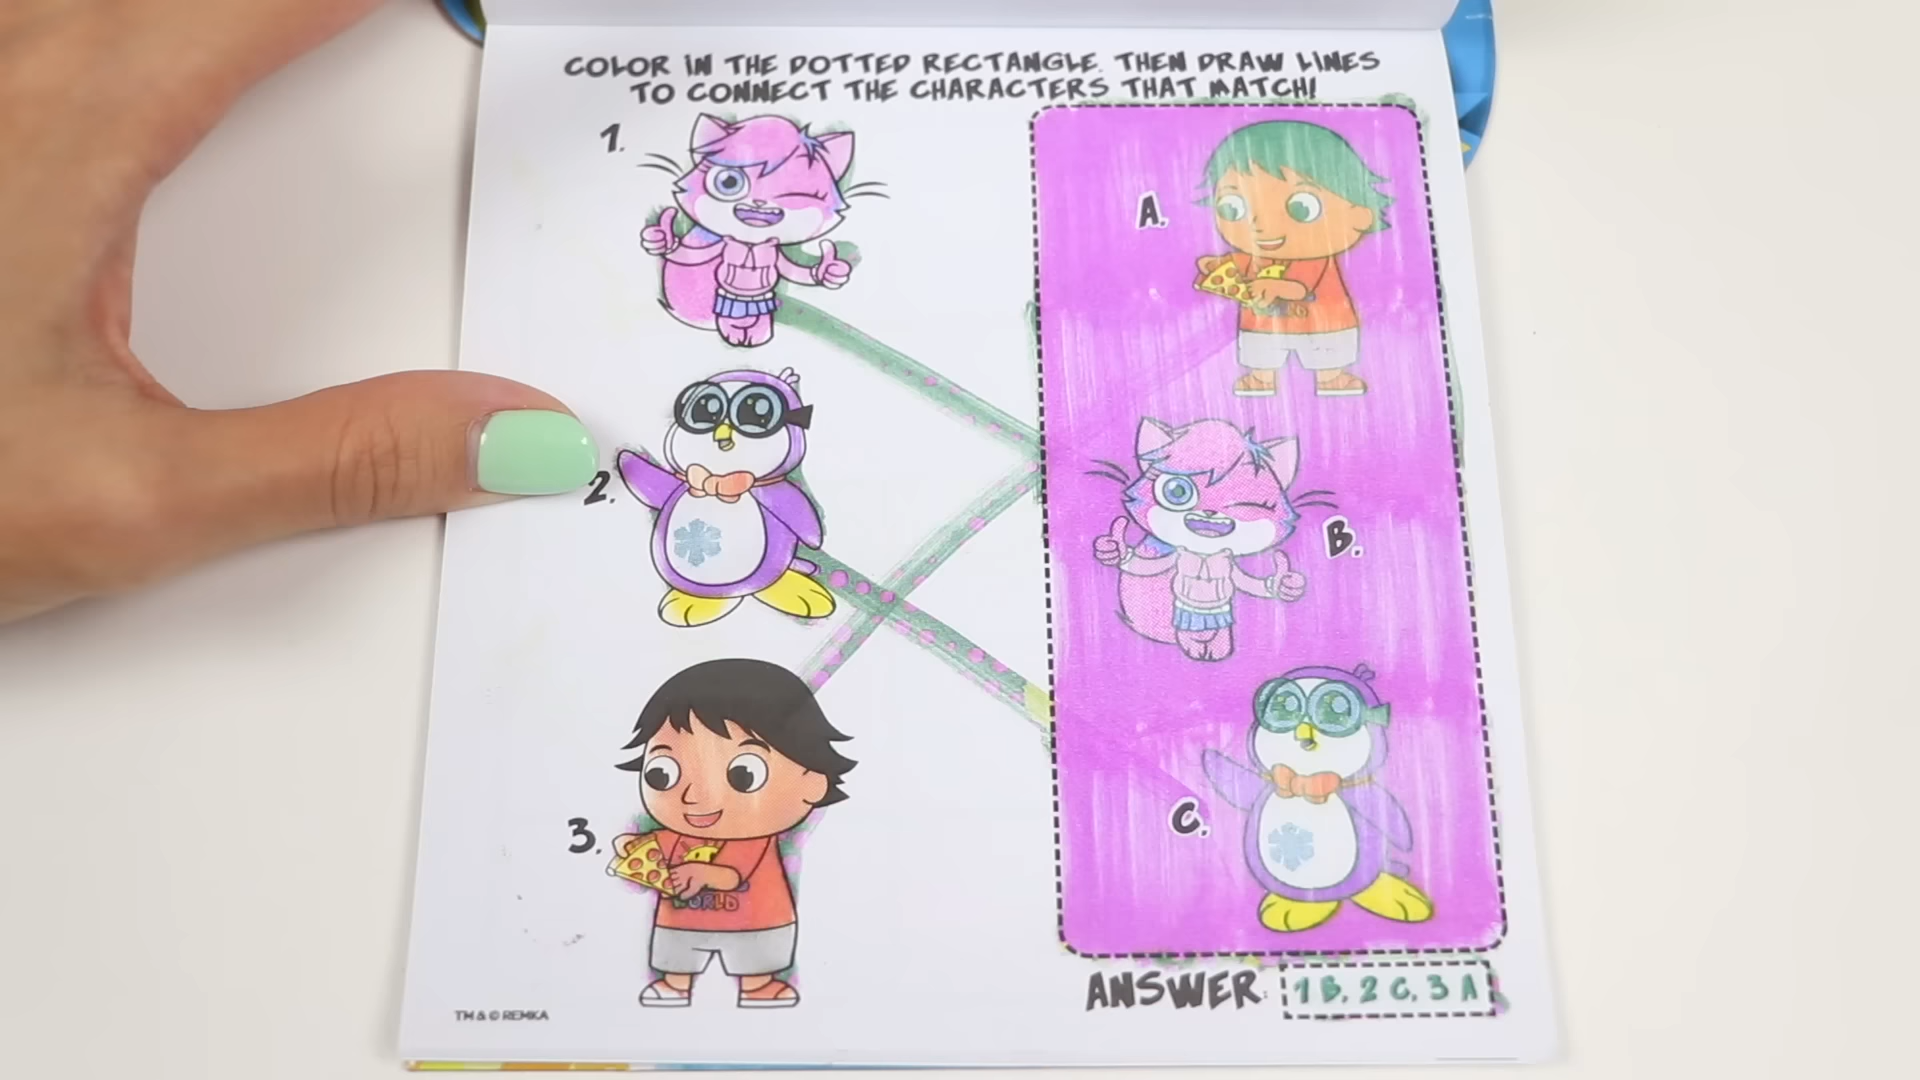 COLOR IN THE DOTTED RECTANGLE. THEN DRAW LINES
TO CONNECT THE CHARACTERS THAT MATCH!
1.
A.
2.
B.
3.
WORLD
C.
ANSWER: 1 B, 2 C, 3 A
TM & © REMKA